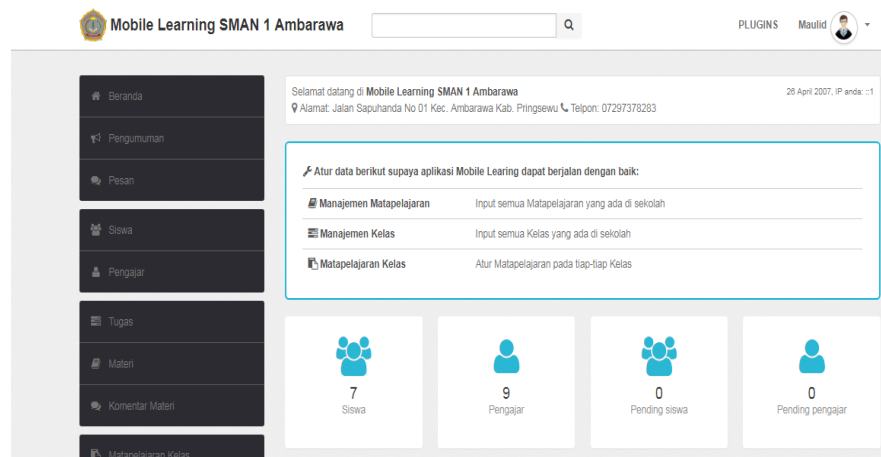 Mobile Learning SMAN 1 Ambarawa
PLUGINS Maulid
Beranda
Pengumuman
Pesan
Siswa
Pengajar
Tugas
Materi
Komentar Materi
Matapelajaran Kelas
Selamat datang di Mobile Learning SMAN 1 Ambarawa
26 April 2007, IP anda: ::1
Alamat: Jalan Sapuhanda No 01 Kec. Ambarawa Kab. Pringsewu Telpon: 07297378283
Atur data berikut supaya aplikasi Mobile Learing dapat berjalan dengan baik:
Manajemen Matapelajaran Input semua Matapelajaran yang ada di sekolah
Manajemen Kelas Input semua Kelas yang ada di sekolah
Matapelajaran Kelas Atur Matapelajaran pada tiap-tiap Kelas
7
Siswa
9
Pengajar
0
Pending siswa
0
Pending pengajar